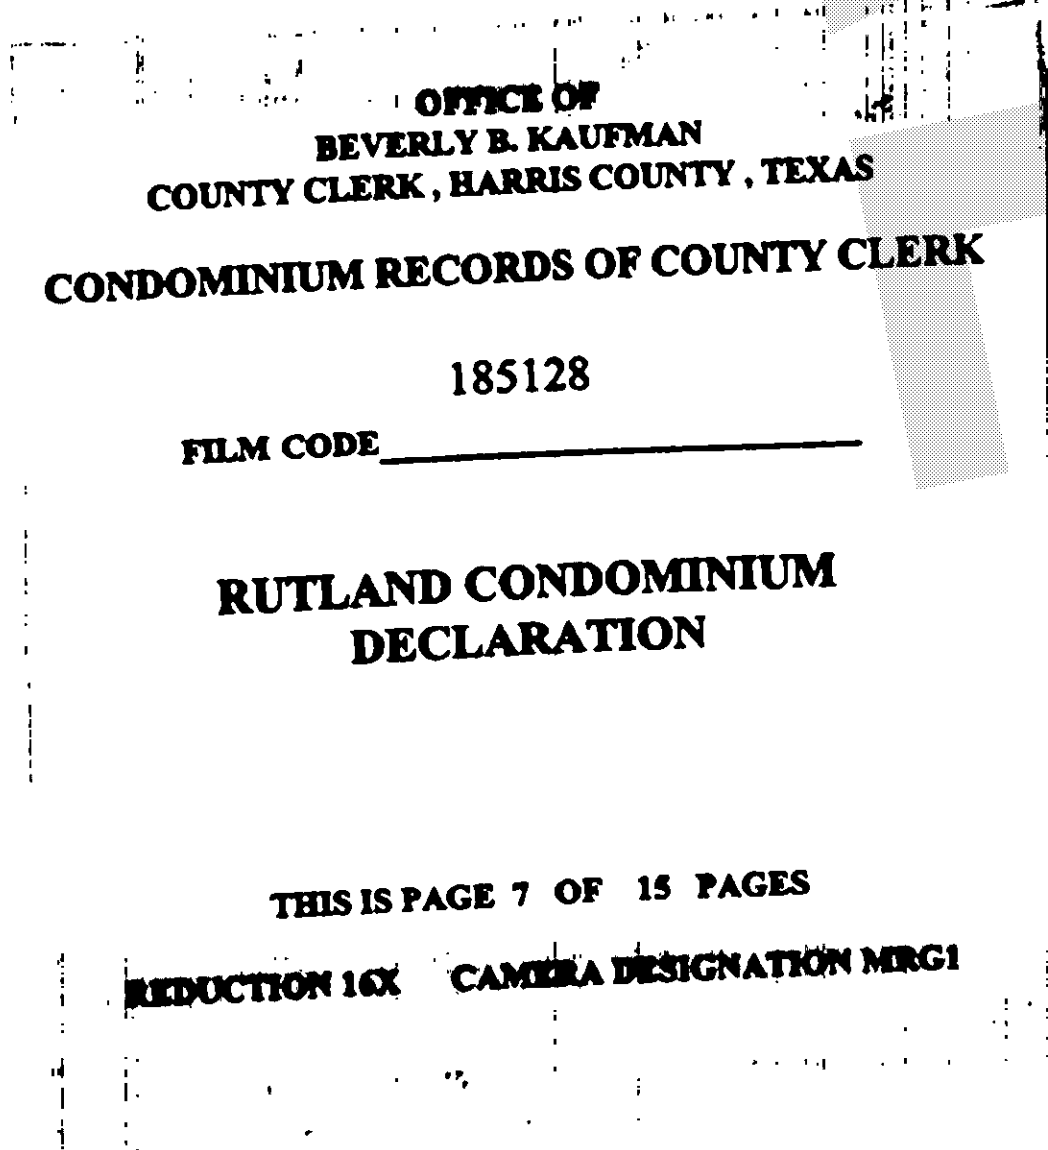 OFFICE OF
BEVERLY B. KAUFMAN
COUNTY CLERK , HARRIS COUNTY , TEXAS
CONDOMINIUM RECORDS OF COUNTY CLERK
185128
FILM CODE
RUTLAND CONDOMINIUM
DECLARATION
THIS IS PAGE 7 OF 15 PAGES
REDUCTION 16X CAMERA DESIGNATION MRG1